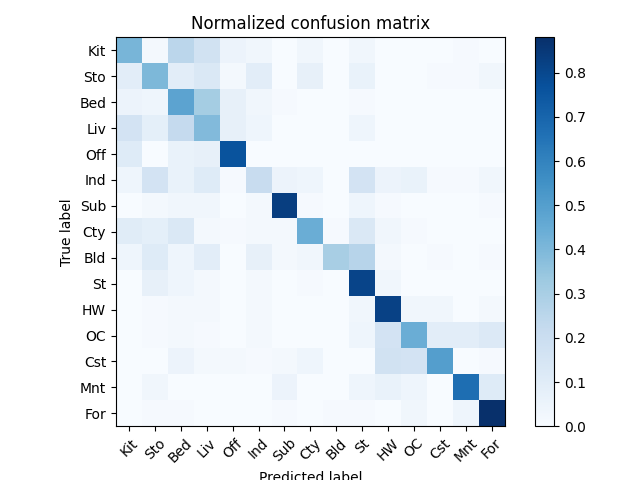 Normalized confusion matrix
Kit
Sto
Bed
Liv
Off
Ind
Sub
Cty
Bld
St
HW
OC
Cst
Mnt
For
True label
Kit Sto Bed Liv Off Ind Sub Cty Bld St HW OC Cst Mnt For
Predicted label
0.8
0.7
0.6
0.5
0.4
0.3
0.2
0.1
0.0